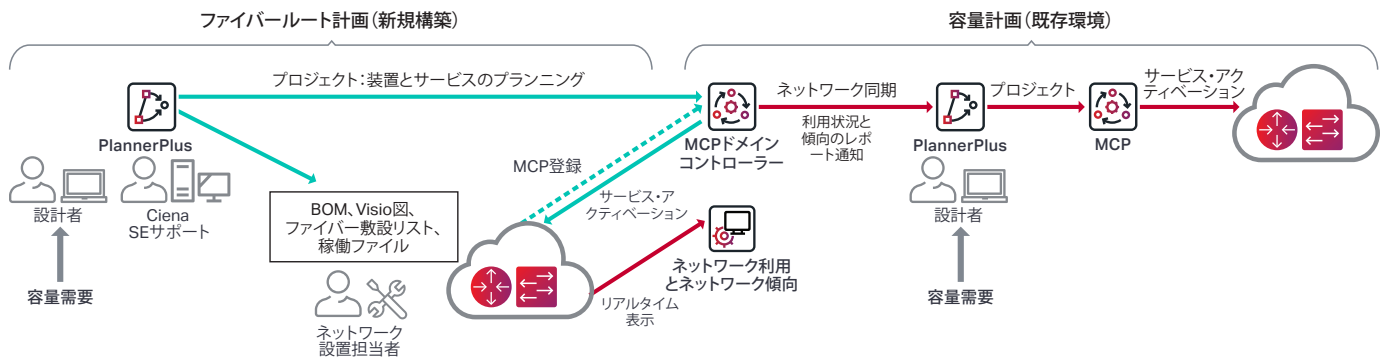 ファイバールート計画（新規構築）
容量計画（既存環境）
プロジェクト：装置とサービスのプランニング
PlannerPlus
設計者
Ciena
SEサポート
容量需要
BOM、Visio図、
ファイバー敷設リスト、
稼働ファイル
ネットワーク
設置担当者
MCP登録
サービス・ア
クティベーション
MCPドメイン
コントローラー
リアルタイム
表示
ネットワーク利用
とネットワーク傾向
ネットワーク同期
利用状況と
傾向のレポ
ート通知
PlannerPlus
設計者
容量需要
プロジェクト
MCP
サービス・アク
ティベーション